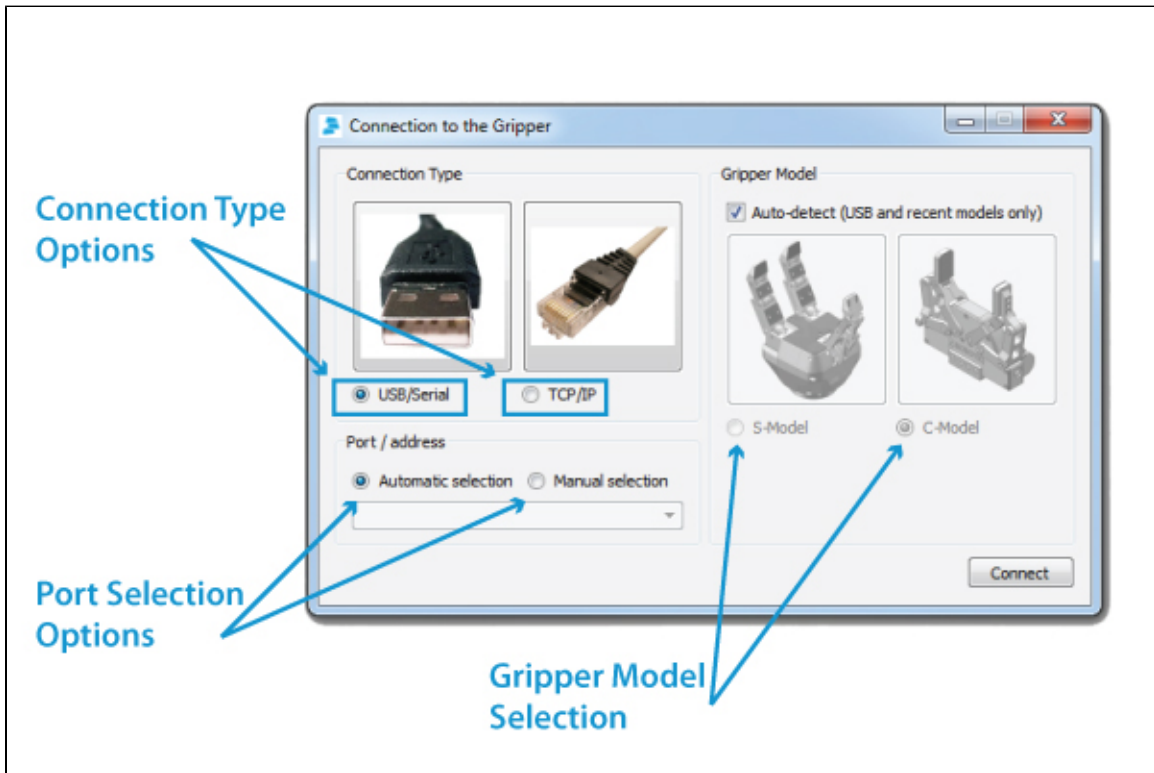 Connection to the Gripper
Connection Type
Options
Connection Type
USB/Serial
TCP/IP
Port / address
Automatic selection
Manual selection
Gripper Model
Auto-detect (USB and recent models only)
S-Model
C-Model
Connect
Port Selection
Options
Gripper Model
Selection